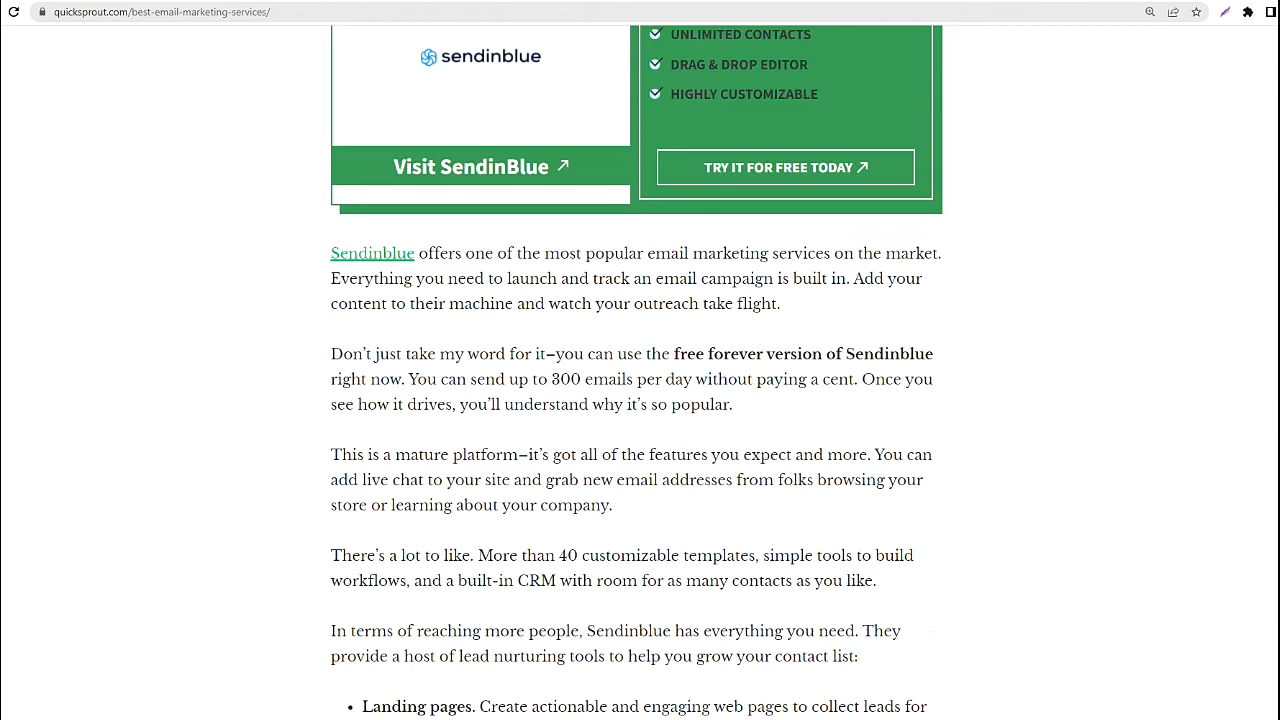 quicksprout.com/best-email-marketing-services/
UNLIMITED CONTACTS
sendinblue
DRAG & DROP EDITOR
HIGHLY CUSTOMIZABLE
Visit SendinBlue
TRY IT FOR FREE TODAY
Sendinblue offers one of the most popular email marketing services on the market.
Everything you need to launch and track an email campaign is built in. Add your
content to their machine and watch your outreach take flight.
Don’t just take my word for it–you can use the free forever version of Sendinblue
right now. You can send up to 300 emails per day without paying a cent. Once you
see how it drives, you’ll understand why it’s so popular.
This is a mature platform–it’s got all of the features you expect and more. You can
add live chat to your site and grab new email addresses from folks browsing your
store or learning about your company.
There’s a lot to like. More than 40 customizable templates, simple tools to build
workflows, and a built-in CRM with room for as many contacts as you like.
In terms of reaching more people, Sendinblue has everything you need. They
provide a host of lead nurturing tools to help you grow your contact list:
• Landing pages. Create actionable and engaging web pages to collect leads for